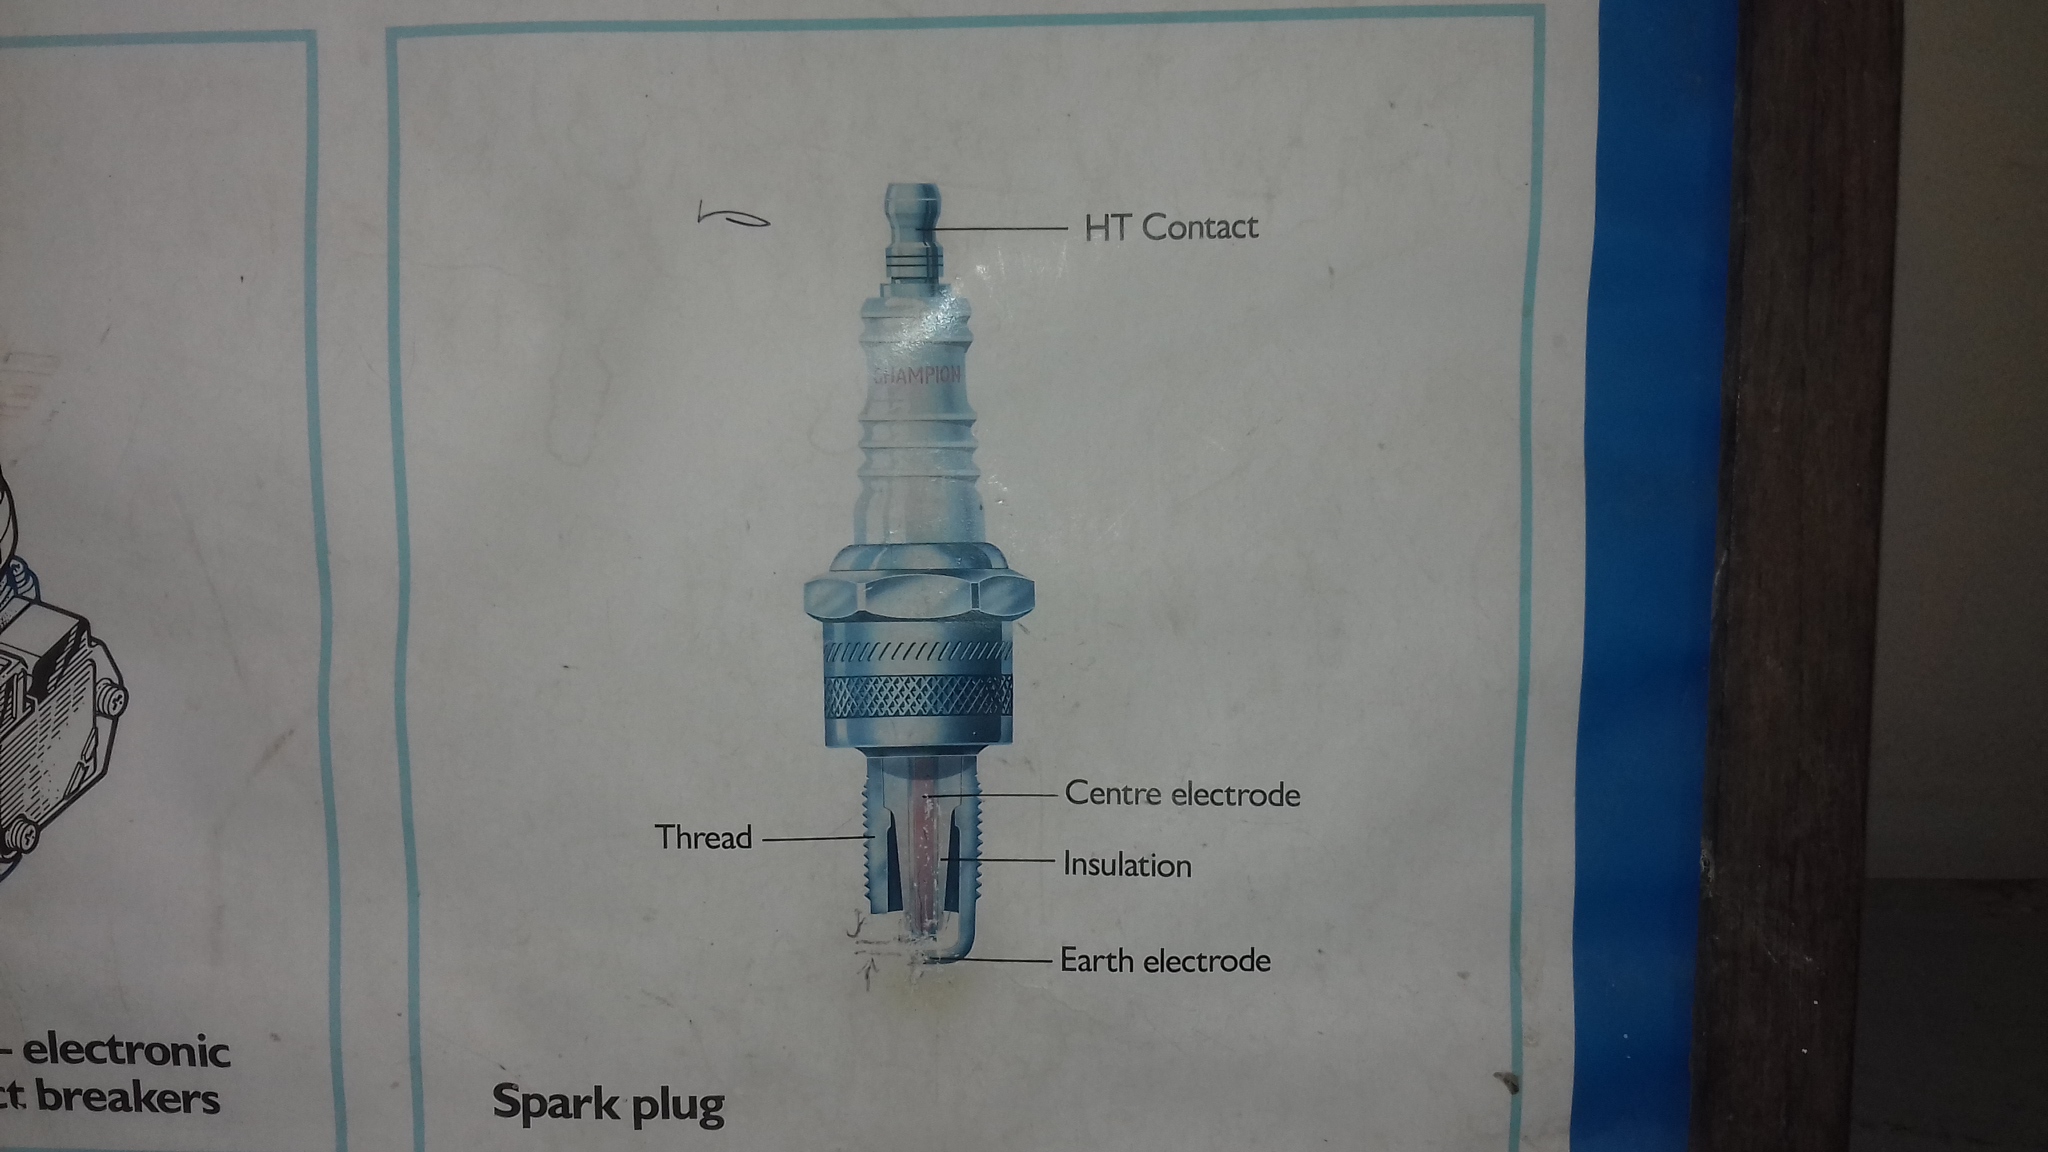 HT Contact
CHAMPION
Centre electrode
Thread
Insulation
Earth electrode
– electronic
ct breakers
Spark plug